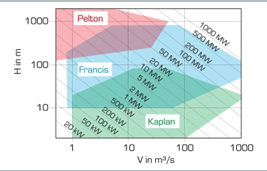 Pelton
1000
1000 MW
500 MW
200 MW
100 MW
50 MW
20 MW
10 MW
5 MW
2 MW
1 MW
500 kW
200 kW
100 kW
50 kW
20 kW
H in m
100
Francis
10
Kaplan
1
10
100
1000
V in m³/s